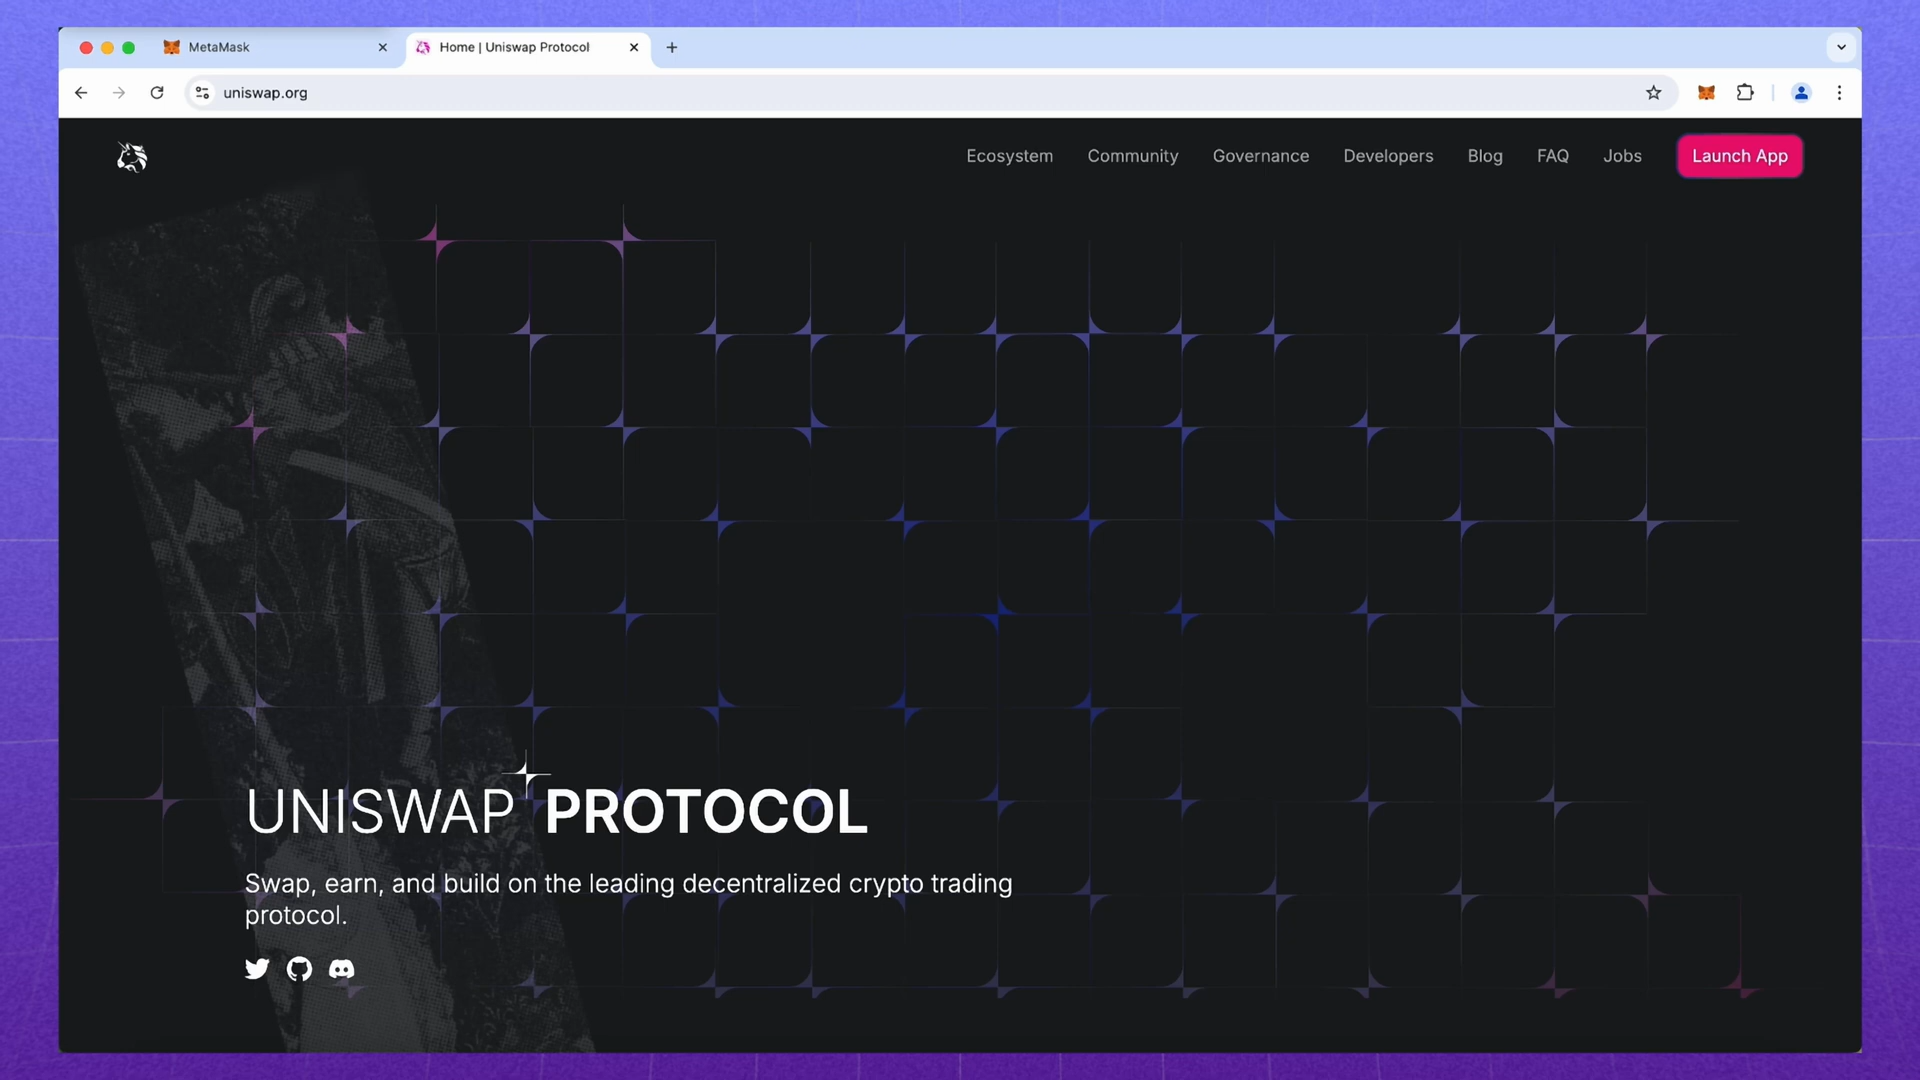 MetaMask
Home | Uniswap Protocol
uniswap.org
Ecosystem Community Governance Developers Blog FAQ Jobs Launch App
UNISWAP PROTOCOL
Swap, earn, and build on the leading decentralized crypto trading
protocol.